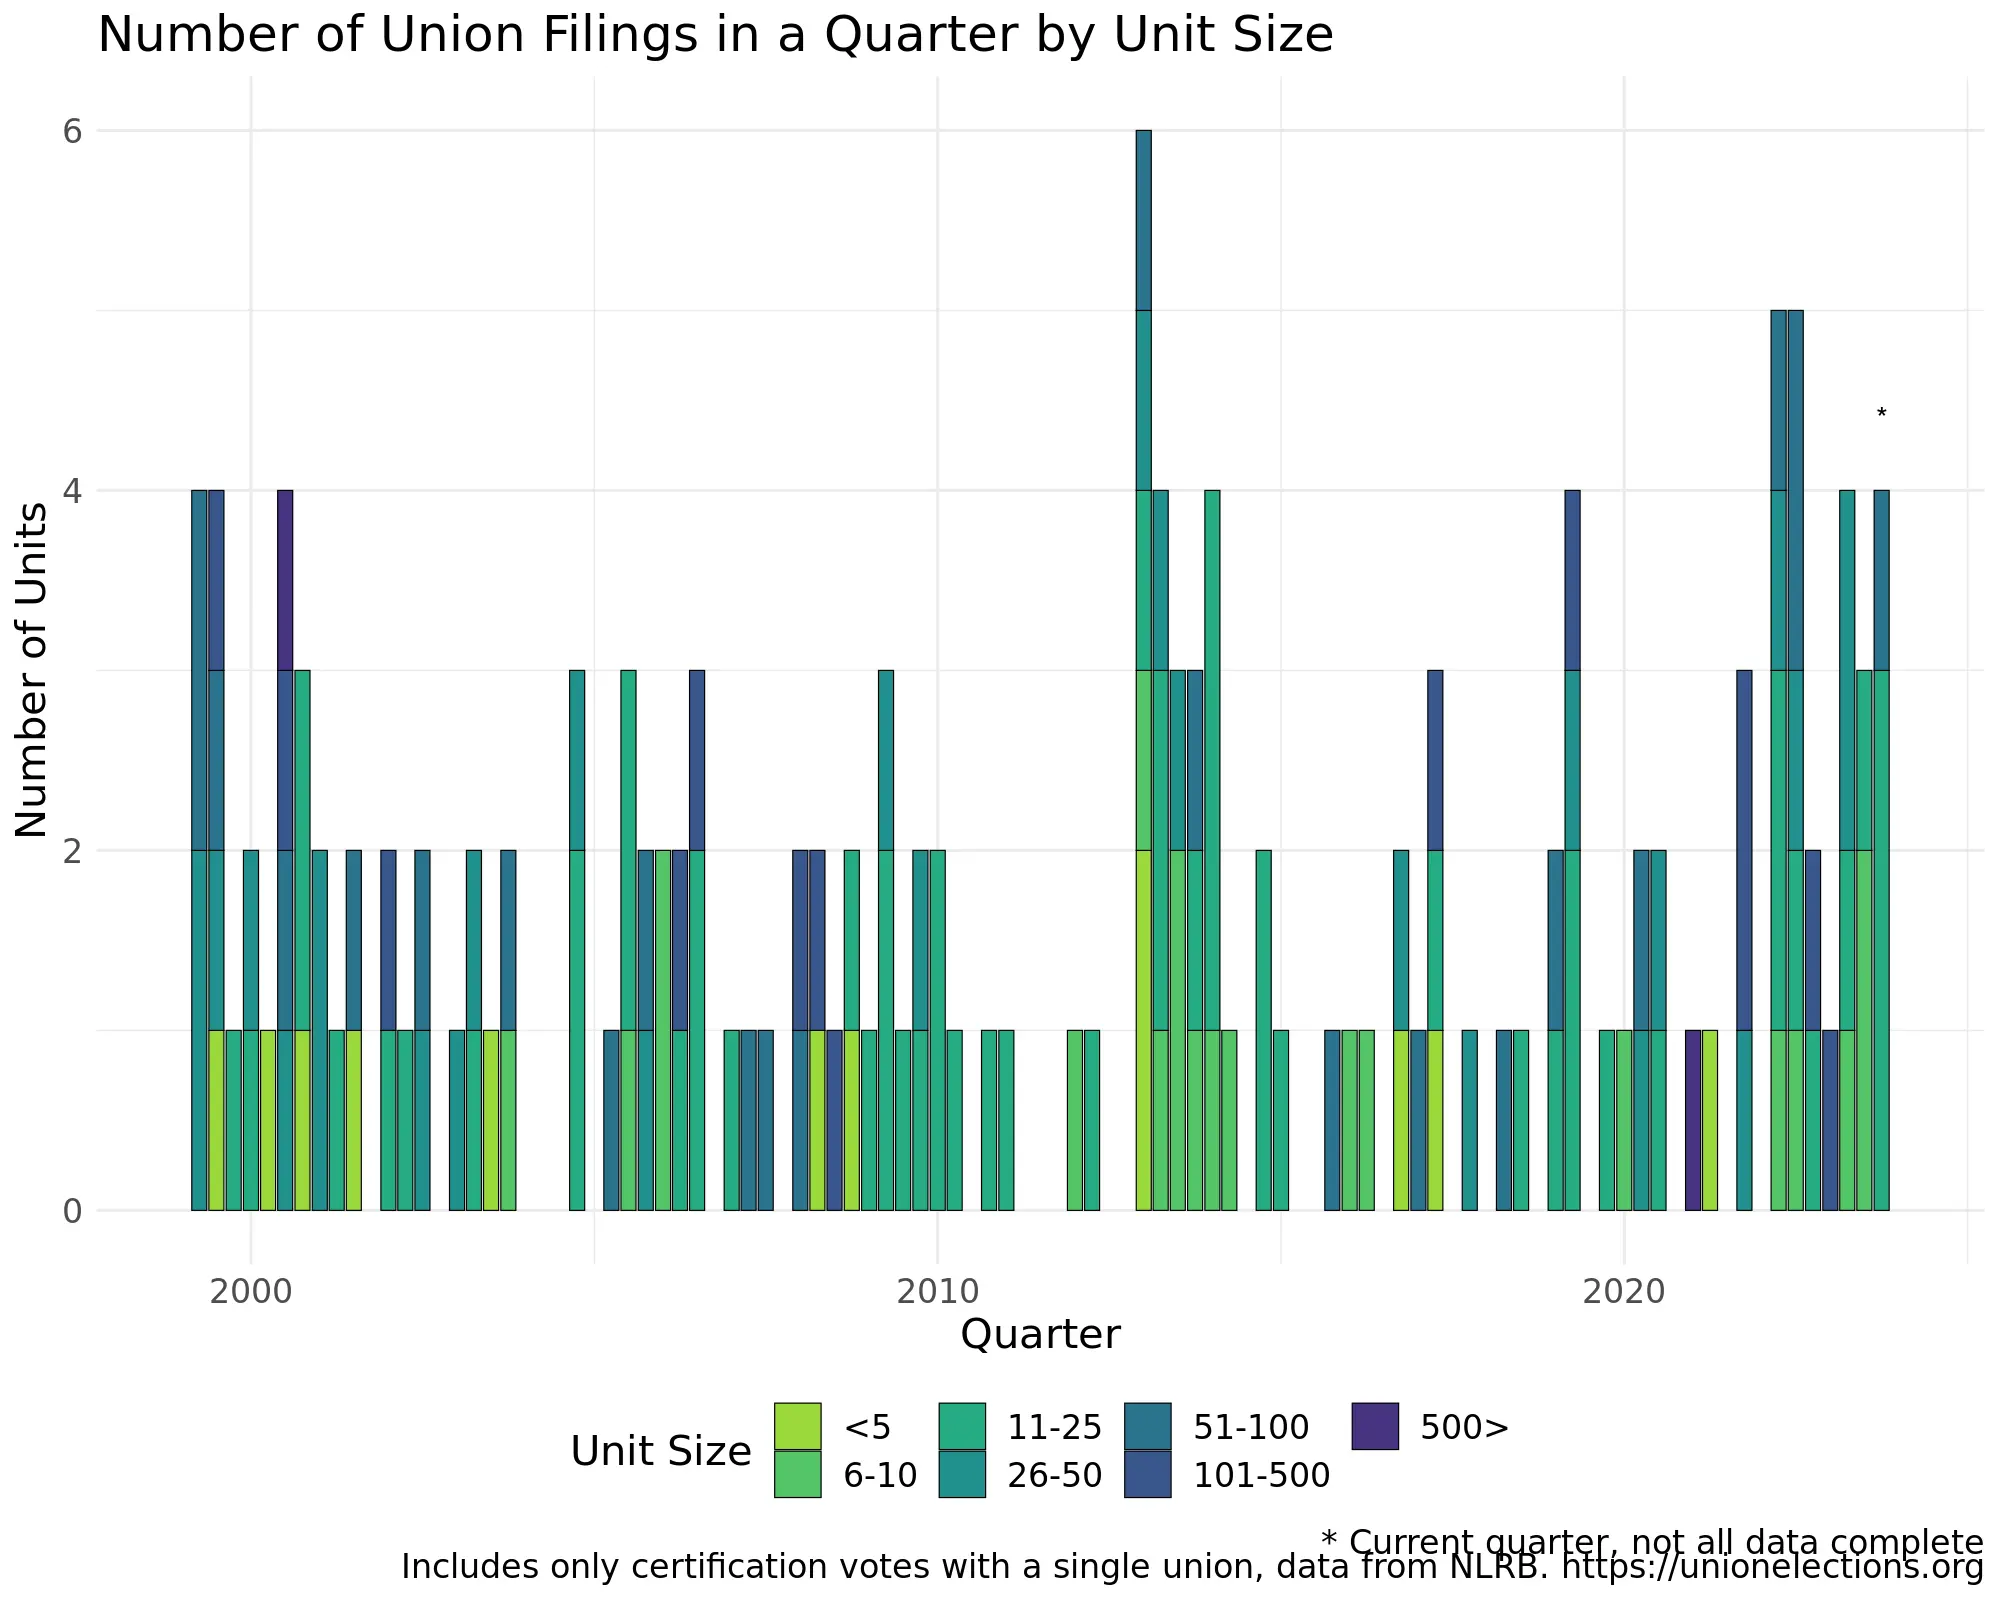 Number of Union Filings in a Quarter by Unit Size
Number of Units
6
4
2
0
*
2000 2010 2020
Quarter
Unit Size
<5 11-25 51-100 500>
6-10 26-50 101-500
* Current quarter, not all data complete
Includes only certification votes with a single union, data from NLRB. https://unionelections.org